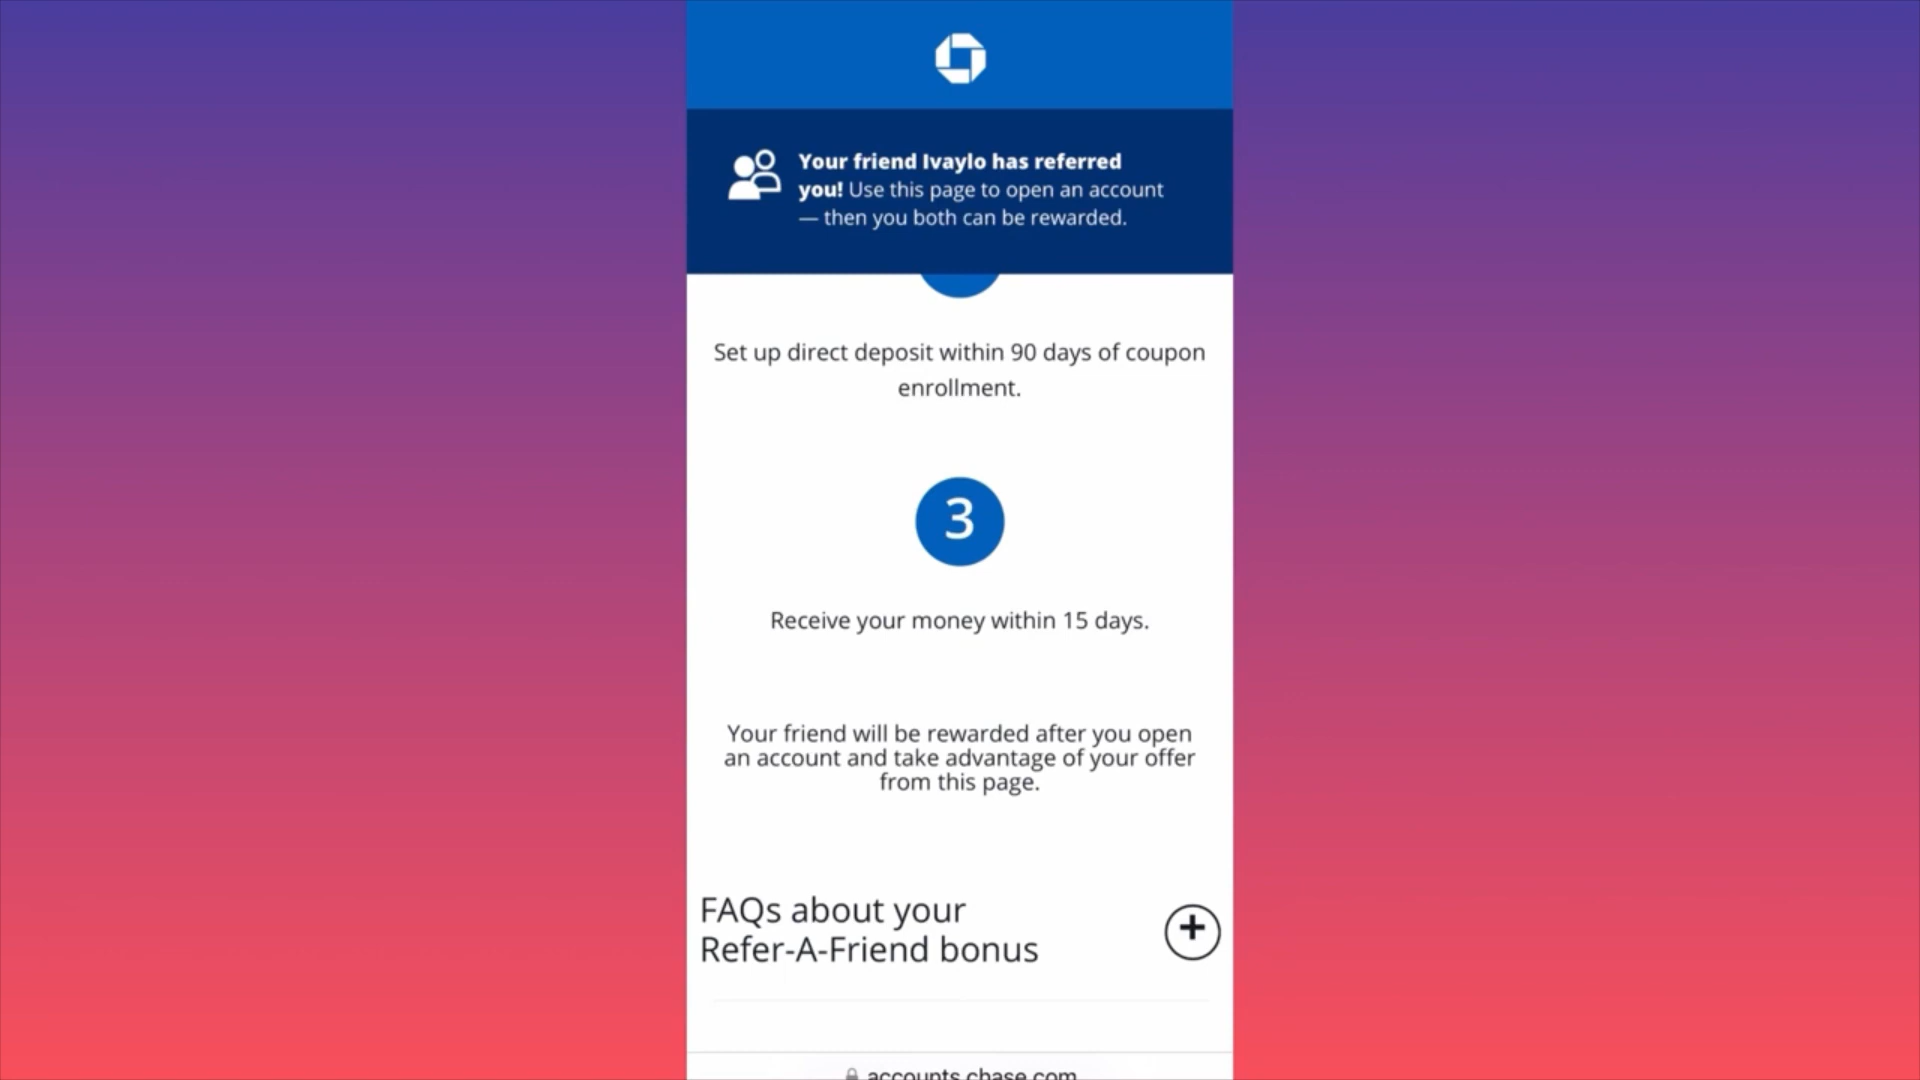 Your friend Ivaylo has referred
you! Use this page to open an account
— then you both can be rewarded.
Set up direct deposit within 90 days of coupon
enrollment.
3
Receive your money within 15 days.
Your friend will be rewarded after you open
an account and take advantage of your offer
from this page.
FAQs about your
Refer-A-Friend bonus
accounts.chase.com